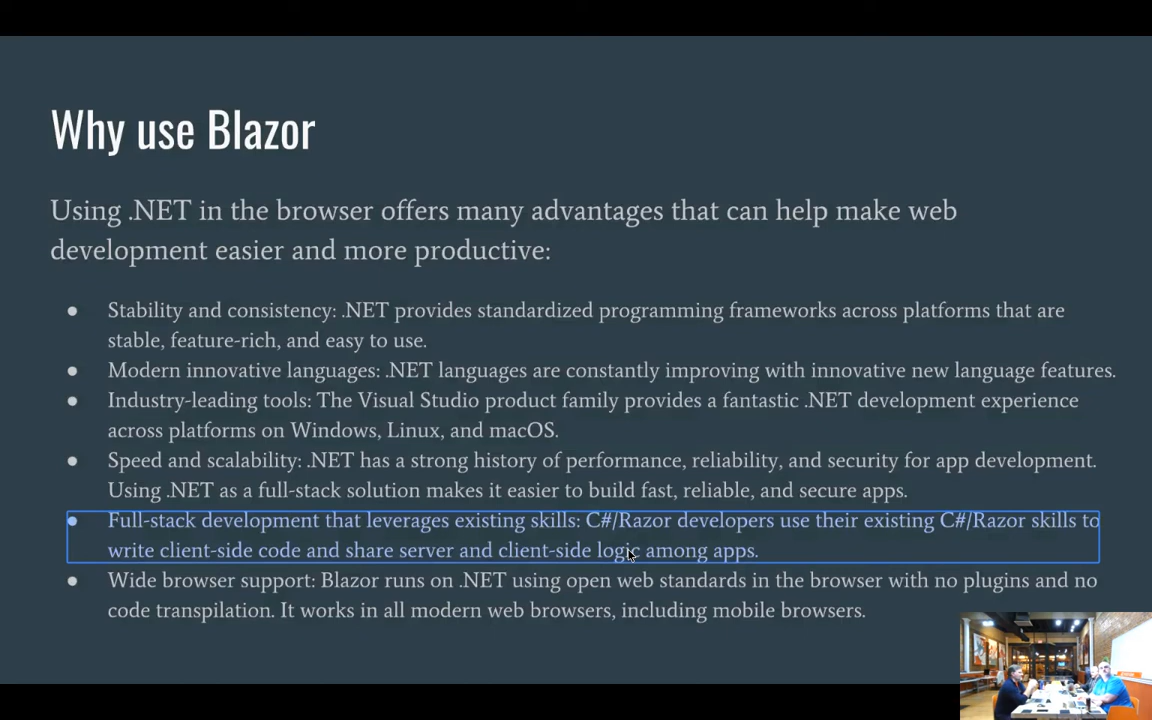 Why use Blazor
Using .NET in the browser offers many advantages that can help make web
development easier and more productive:
● Stability and consistency: .NET provides standardized programming frameworks across platforms that are
stable, feature-rich, and easy to use.
● Modern innovative languages: .NET languages are constantly improving with innovative new language features.
● Industry-leading tools: The Visual Studio product family provides a fantastic .NET development experience
across platforms on Windows, Linux, and macOS.
● Speed and scalability: .NET has a strong history of performance, reliability, and security for app development.
Using .NET as a full-stack solution makes it easier to build fast, reliable, and secure apps.
● Full-stack development that leverages existing skills: C#/Razor developers use their existing C#/Razor skills to
write client-side code and share server and client-side logic among apps.
● Wide browser support: Blazor runs on .NET using open web standards in the browser with no plugins and no
code transpilation. It works in all modern web browsers, including mobile browsers.